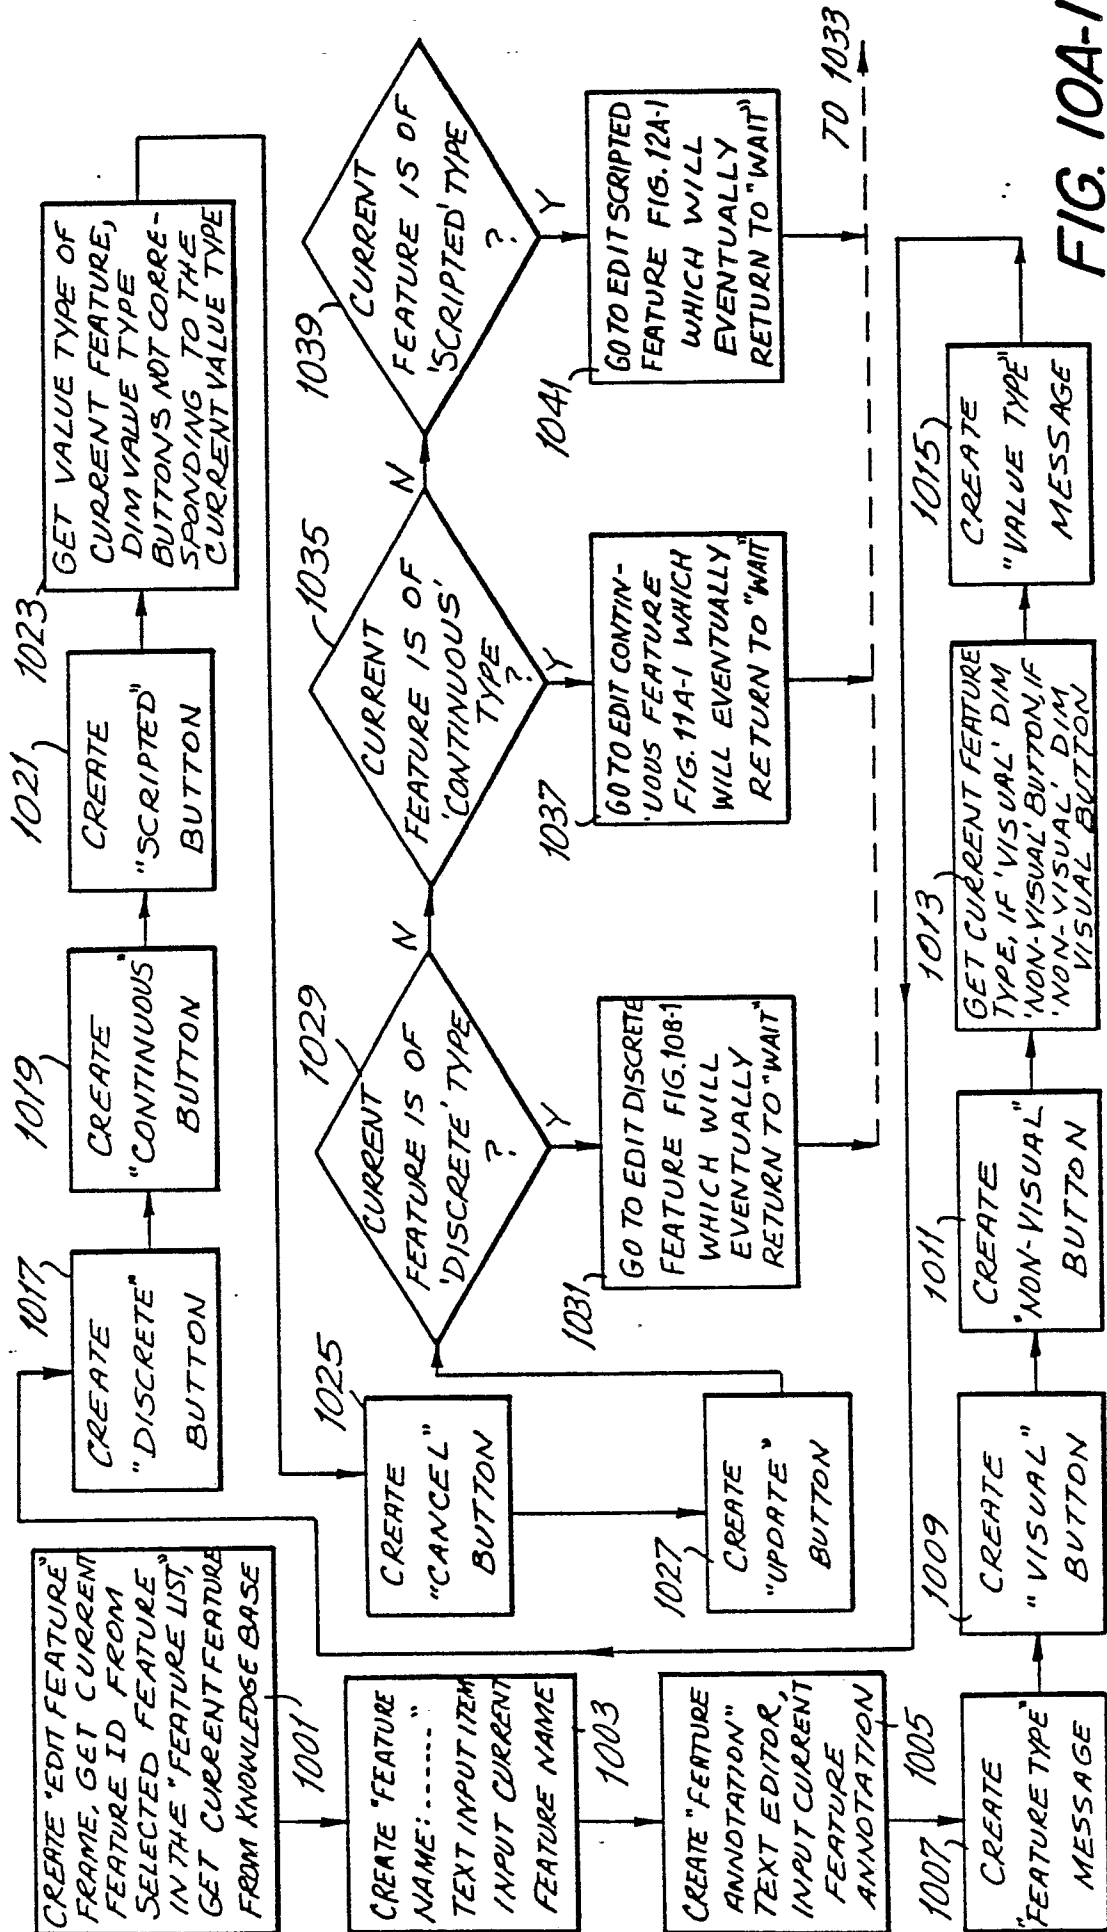 CREATE "EDIT FEATURE"
FRAME, GET CURRENT
FEATURE ID FROM
SELECTED FEATURE
IN THE "FEATURE LIST,"
GET CURRENT FEATURE
FROM KNOWLEDGE BASE
1001
CREATE "FEATURE
NAME:......"
TEXT INPUT ITEM
INPUT CURRENT
FEATURE NAME
1003
CREATE "FEATURE
ANNOTATION"
TEXT EDITOR,
INPUT CURRENT
FEATURE
ANNOTATION
1005
1007
CREATE
"FEATURE TYPE"
MESSAGE
1009
CREATE
"VISUAL"
BUTTON
1011
CREATE
"NON-VISUAL"
BUTTON
1013
GET CURRENT FEATURE
TYPE, IF 'VISUAL' DIM
'NON-VISUAL' BUTTON, IF
'NON-VISUAL' DIM
VISUAL BUTTON
1015
CREATE
"VALUE TYPE"
MESSAGE
1017
CREATE
"DISCRETE"
BUTTON
1019
CREATE
"CONTINUOUS"
BUTTON
1021
CREATE
"SCRIPTED"
BUTTON
1023
GET VALUE TYPE OF
CURRENT FEATURE,
DIM VALUE TYPE
BUTTONS NOT CORRE-
SPONDING TO THE
CURRENT VALUE TYPE
1025
CREATE
"CANCEL"
BUTTON
1027
CREATE
"UPDATE"
BUTTON
1029
CURRENT
FEATURE IS OF
'DISCRETE' TYPE
?
N
Y
1031
GO TO EDIT DISCRETE
FEATURE FIG. 10B-1
WHICH WILL
EVENTUALLY
RETURN TO "WAIT"
1035
CURRENT
FEATURE IS OF
'CONTINUOUS'
TYPE
?
N
Y
1037
GO TO EDIT CONTIN-
'UOUS FEATURE
FIG. 11A-1 WHICH
WILL EVENTUALLY
RETURN TO "WAIT"
1039
CURRENT
FEATURE IS OF
'SCRIPTED' TYPE
?
Y
1041
GO TO EDIT SCRIPTED
FEATURE FIG. 12A-1
WHICH WILL
EVENTUALLY
RETURN TO "WAIT"
TO 1033
FIG. 10A-1